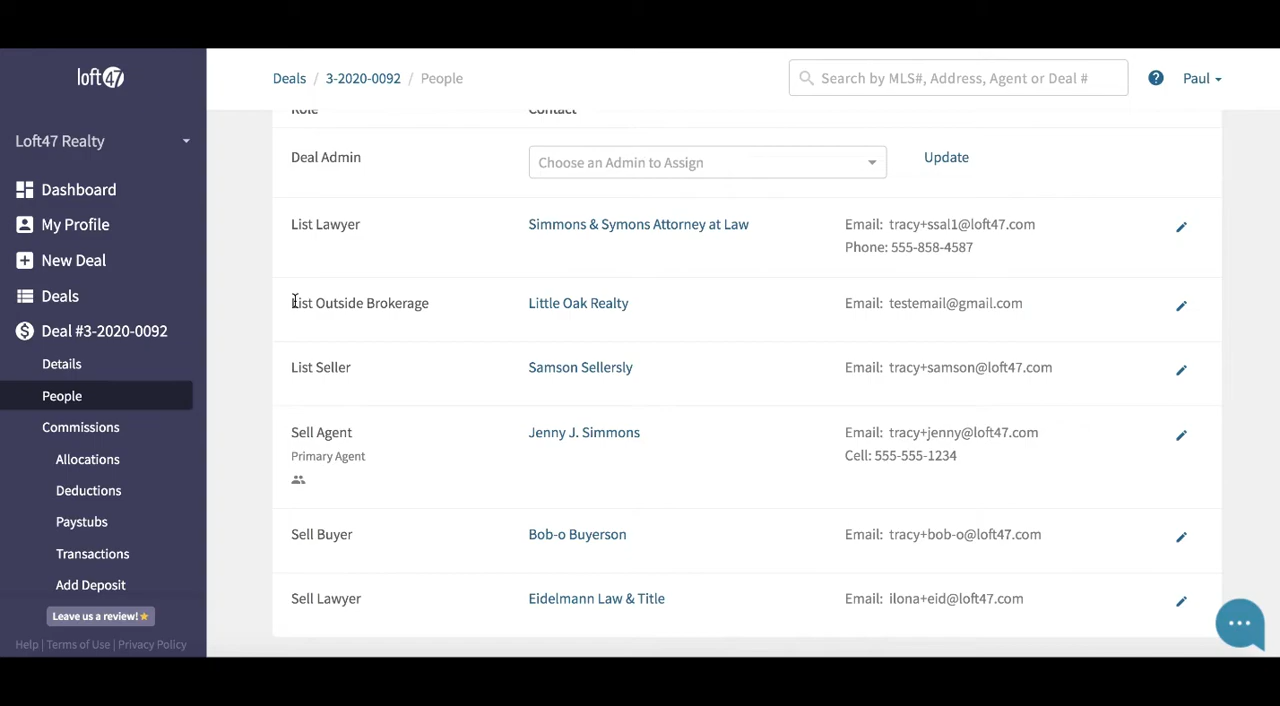 loft47
Deals / 3-2020-0092 / People
Search by MLS#, Address, Agent or Deal #
?
Paul
Loft47 Realty
Dashboard
My Profile
New Deal
Deals
Deal #3-2020-0092
Details
People
Commissions
Allocations
Deductions
Paystubs
Transactions
Add Deposit
Leave us a review!
Help | Terms of Use | Privacy Policy
Role Contact
Deal Admin Choose an Admin to Assign Update
List Lawyer Simmons & Symons Attorney at Law Email: tracy+ssal1@loft47.com
Phone: 555-858-4587
List Outside Brokerage Little Oak Realty Email: testemail@gmail.com
List Seller Samson Sellersly Email: tracy+samson@loft47.com
Sell Agent Jenny J. Simmons Email: tracy+jenny@loft47.com
Primary Agent Cell: 555-555-1234
Sell Buyer Bob-o Buyerson Email: tracy+bob-o@loft47.com
Sell Lawyer Eidelmann Law & Title Email: ilona+eid@loft47.com